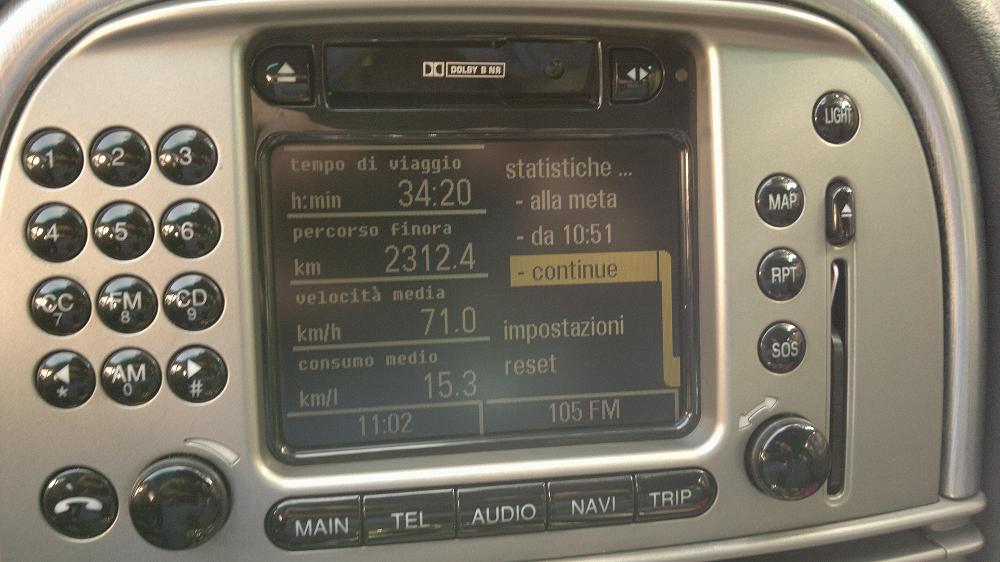 DOLBY B NR
LIGHT
1 2 3
4 5 6
CC 7 FM 8 CD 9
* AM 0 #
tempo di viaggio
h:min 34:20
percorso finora
km 2312.4
velocità media
km/h 71.0
consumo medio
km/l 15.3
11:02
statistiche ...
- alla meta
- da 10:51
- continue
impostazioni
reset
105 FM
MAP
RPT
SOS
MAIN TEL AUDIO NAVI TRIP